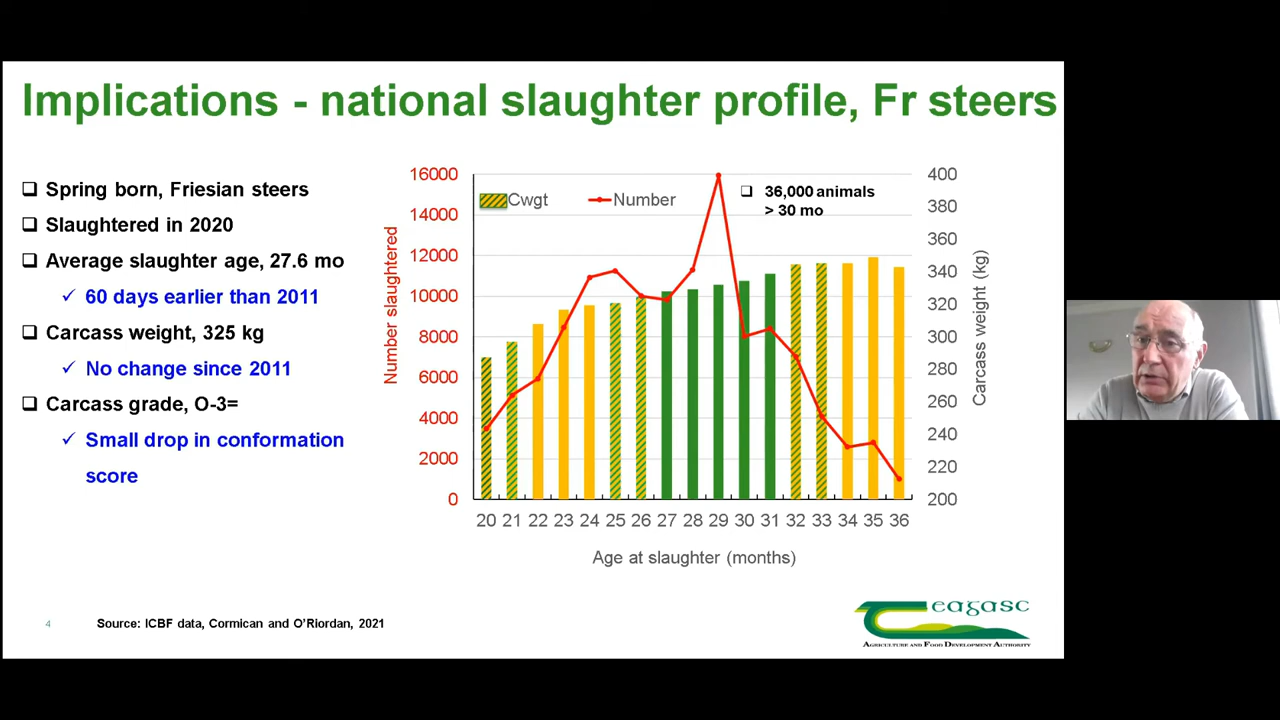 Implications - national slaughter profile, Fr steers
Spring born, Friesian steers
Slaughtered in 2020
Average slaughter age, 27.6 mo
60 days earlier than 2011
Carcass weight, 325 kg
No change since 2011
Carcass grade, O-3=
Small drop in conformation
score
Number slaughtered
16000
14000
12000
10000
8000
6000
4000
2000
0
Cwgt
Number
36,000 animals
> 30 mo
400
380
360
340
320
300
280
260
240
220
200
Carcass weight (kg)
20 21 22 23 24 25 26 27 28 29 30 31 32 33 34 35 36
Age at slaughter (months)
4
Source: ICBF data, Cormican and O'Riordan, 2021
Teagasc
AGRICULTURE AND FOOD DEVELOPMENT AUTHORITY